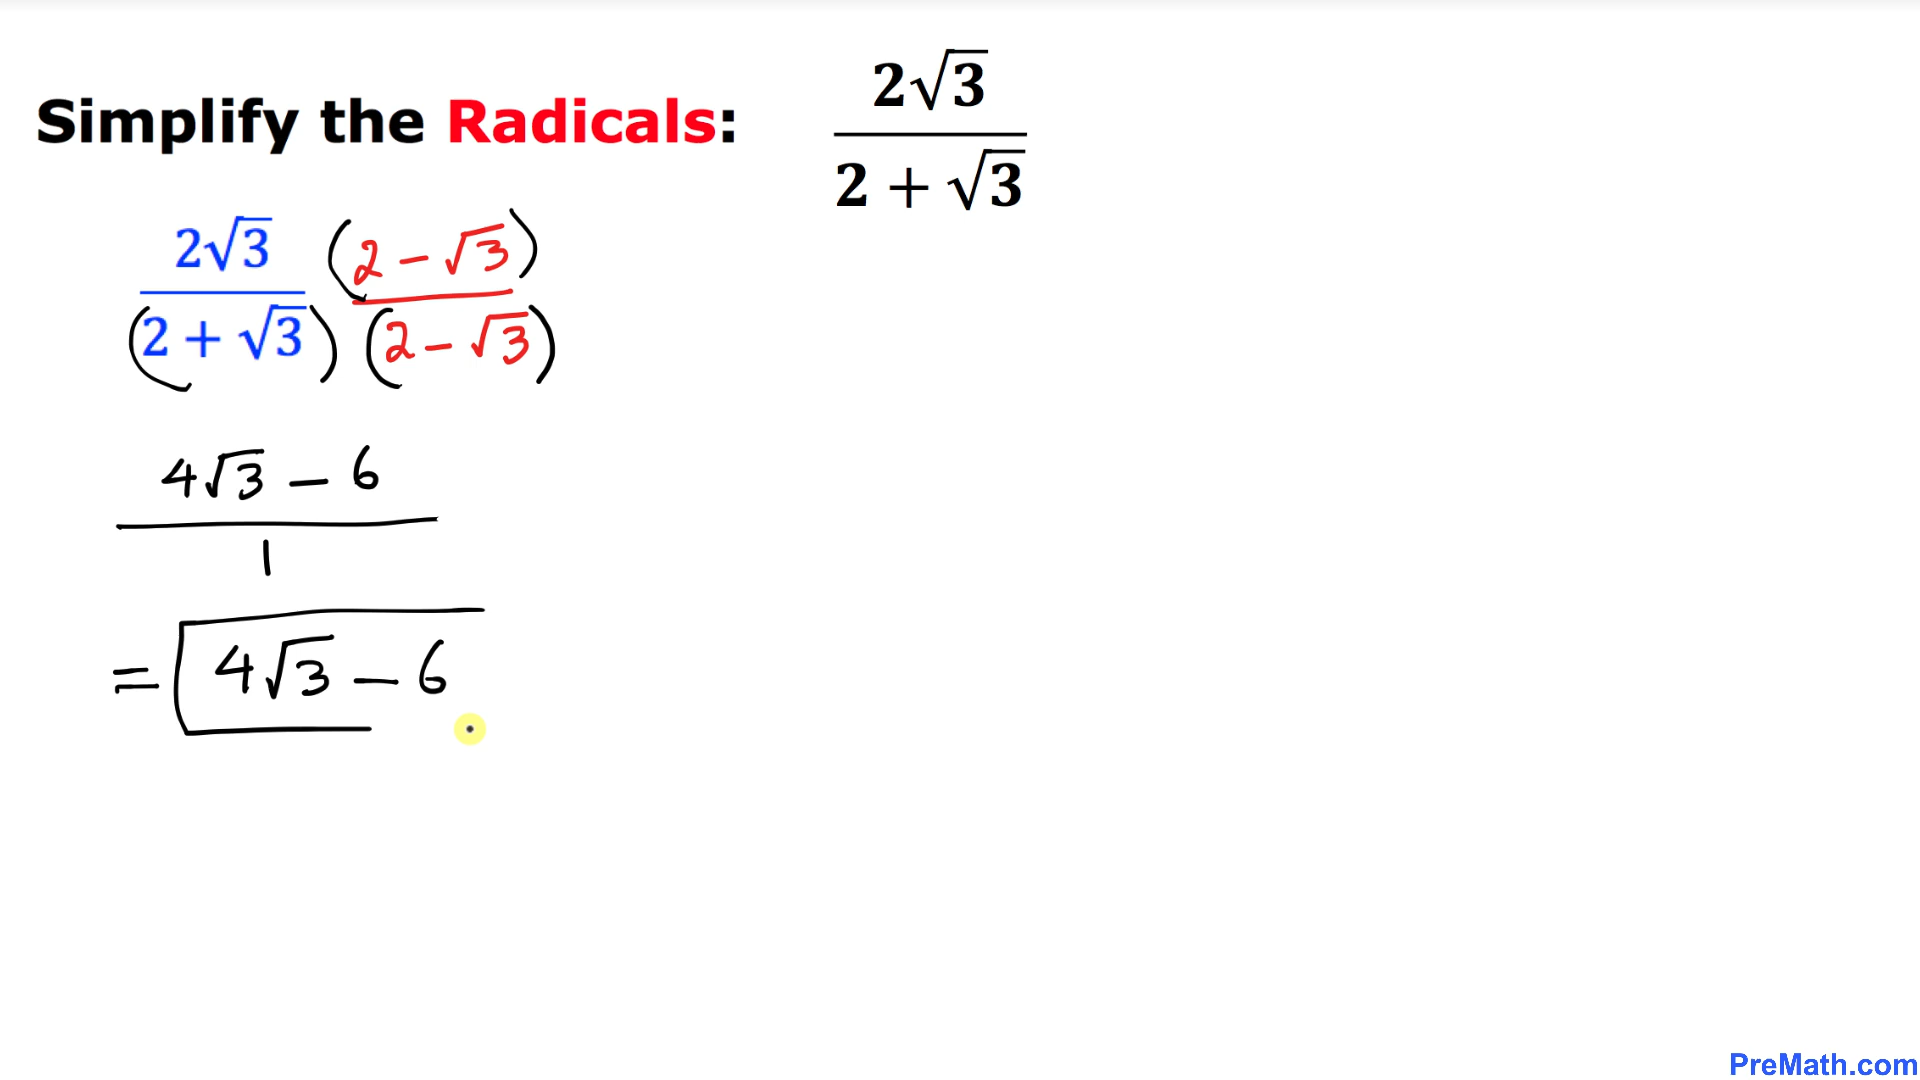 Simplify the Radicals:
2√3
2 + √3
2√3 (2 - √3)
(2 + √3) (2 - √3)
4√3 - 6
1
= 4√3 - 6
PreMath.com